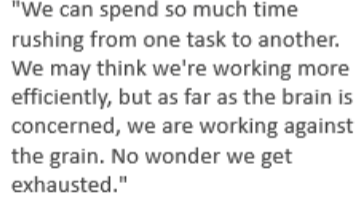 "We can spend so much time
rushing from one task to another.
We may think we're working more
efficiently, but as far as the brain is
concerned, we are working against
the grain. No wonder we get
exhausted."